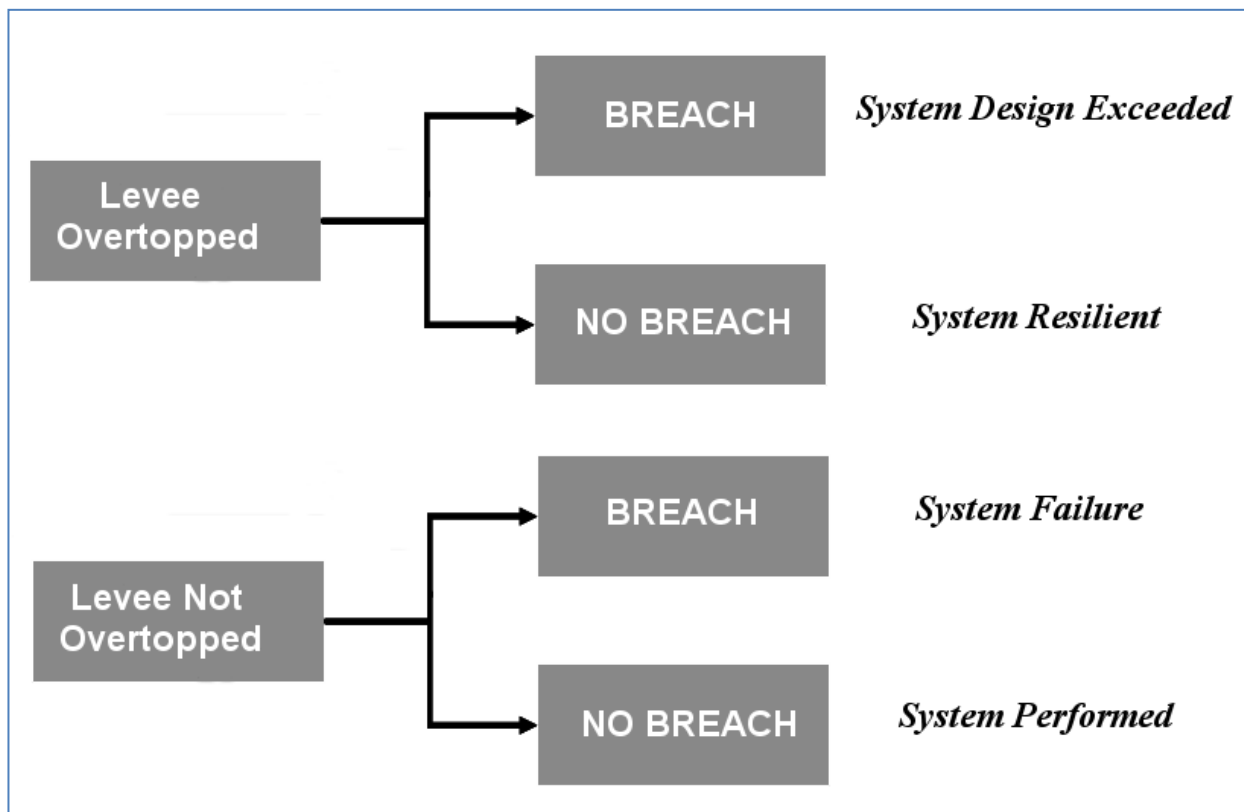 BREACH
System Design Exceeded
Levee
Overtopped
NO BREACH
System Resilient
BREACH
System Failure
Levee Not
Overtopped
NO BREACH
System Performed